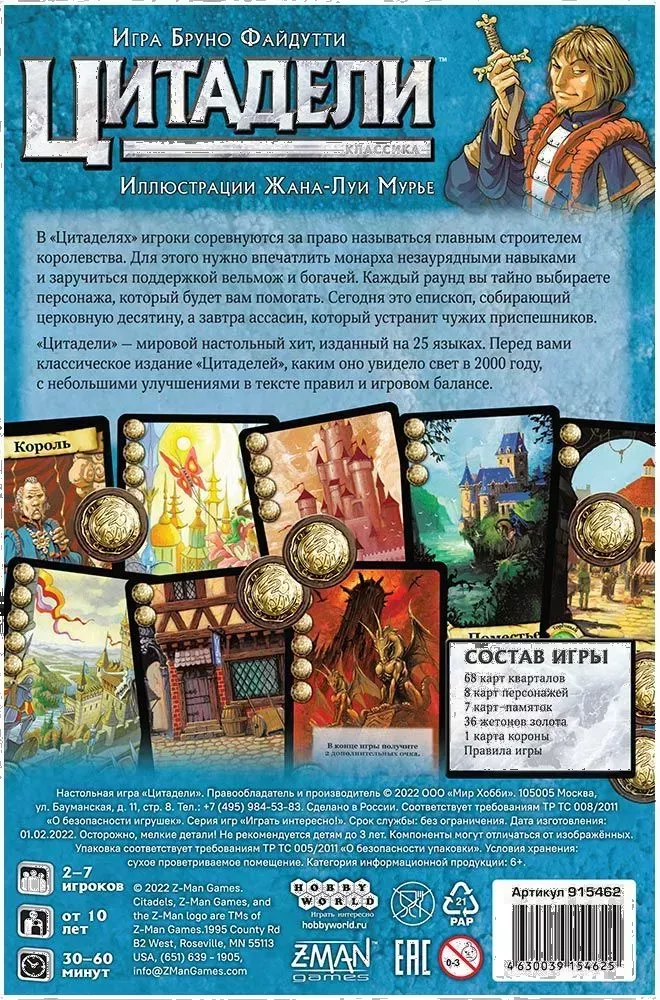 Игра Бруно Файдутти
ЦИТАДЕЛИ™
КЛАССИКА
Иллюстрации Жана-Луи Мурье
В «Цитаделях» игроки соревнуются за право называться главным строителем
королевства. Для этого нужно впечатлить монарха незаурядными навыками
и заручиться поддержкой вельмож и богачей. Каждый раунд вы тайно выбираете
персонажа, который будет вам помогать. Сегодня это епископ, собирающий
церковную десятину, а завтра ассасин, который устранит чужих приспешников.
«Цитадели» — мировой настольный хит, изданный на 25 языках. Перед вами
классическое издание «Цитаделей», каким оно увидело свет в 2000 году,
с небольшими улучшениями в тексте правил и игровом балансе.
Король
Поместье
В конце игры получите
2 дополнительных очка.
СОСТАВ ИГРЫ
68 карт кварталов
8 карт персонажей
7 карт-памяток
36 жетонов золота
1 карта короны
Правила игры
Настольная игра «Цитадели». Правообладатель и производитель © 2022 ООО «Мир Хобби». 105005 Москва,
ул. Бауманская, д. 11, стр. 8. Тел.: +7 (495) 984-53-83. Сделано в России. Соответствует требованиям ТР ТС 008/2011
«О безопасности игрушек». Серия игр «Играть интересно!». Срок службы: без ограничения. Дата изготовления:
01.02.2022. Осторожно, мелкие детали! Не рекомендуется детям до 3 лет. Компоненты могут отличаться от изображённых.
Упаковка соответствует требованиям ТР ТС 005/2011 «О безопасности упаковки». Условия хранения:
сухое проветриваемое помещение. Категория информационной продукции: 6+.
2–7
игроков
от 10
лет
30–60
минут
© 2022 Z-Man Games.
Citadels, Z-Man Games, and
the Z-Man logo are TMs of
Z-Man Games.1995 County Rd
B2 West, Roseville, MN 55113
USA, (651) 639 - 1905,
info@ZManGames.com
HOBBY
WORLD
Играть интересно
hobbyworld.ru
Z-MAN
games
21
PAP
EAC
0-3
Артикул 915462
4 630039 154625